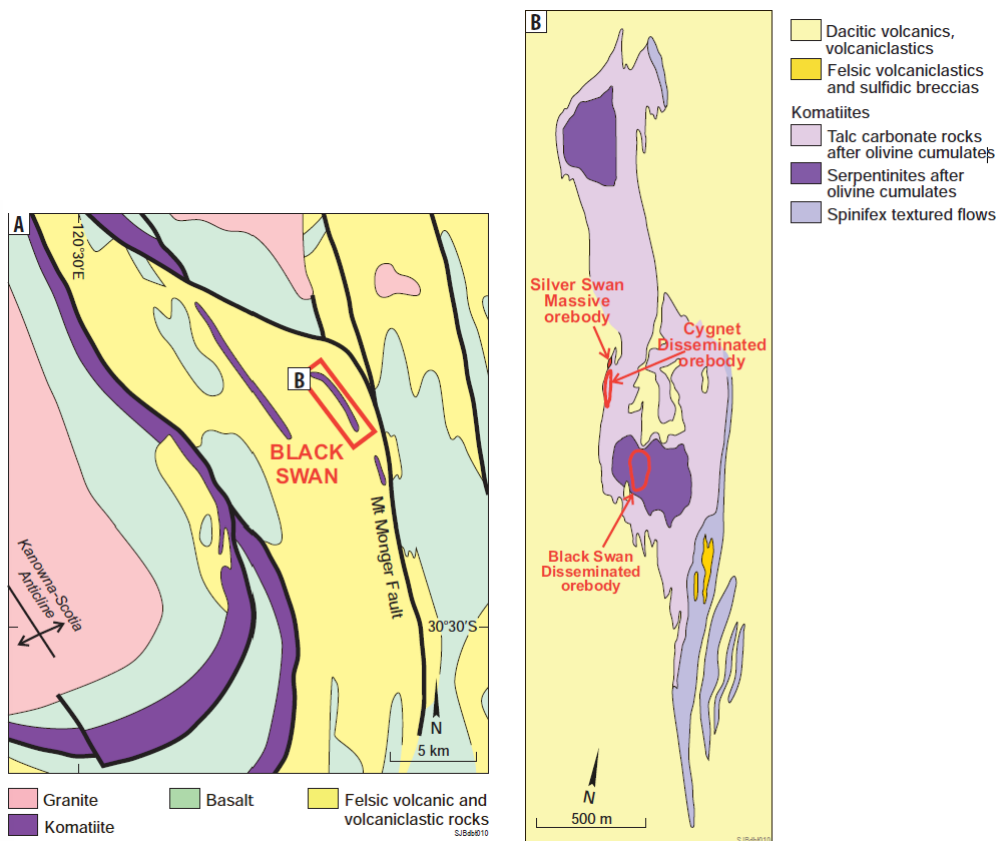 A
120°30'E
B
BLACK
SWAN
Mt Monger Fault
Kanowna-Scotia
Anticline
30°30'S
N
5 km
Granite
Komatiite
Basalt
Felsic volcanic and
volcaniclastic rocks
B
Silver Swan
Massive
orebody
Cygnet
Disseminated
orebody
Black Swan
Disseminated
orebody
N
500 m
Dacitic volcanics,
volcaniclastics
Felsic volcaniclastics
and sulfidic breccias
Komatiites
Talc carbonate rocks
after olivine cumulates
Serpentinites after
olivine cumulates
Spinifex textured flows